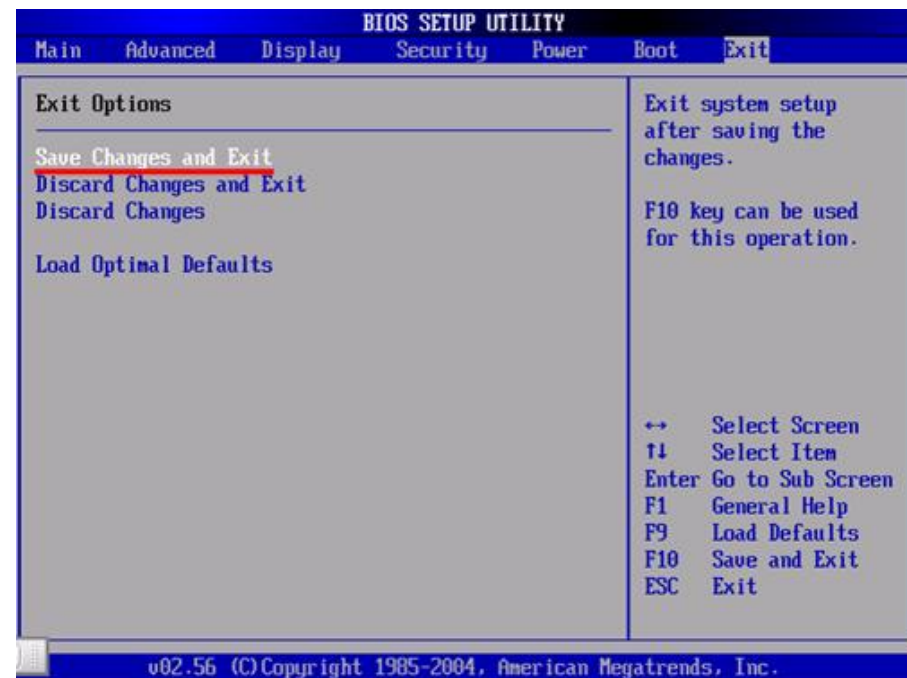 BIOS SETUP UTILITY
Main Advanced Display Security Power Boot Exit
Exit Options
Save Changes and Exit
Discard Changes and Exit
Discard Changes
Load Optimal Defaults
Exit system setup
after saving the
changes.
F10 key can be used
for this operation.
↔ Select Screen
↑↓ Select Item
Enter Go to Sub Screen
F1 General Help
F9 Load Defaults
F10 Save and Exit
ESC Exit
v02.56 (C)Copyright 1985-2004, American Megatrends, Inc.